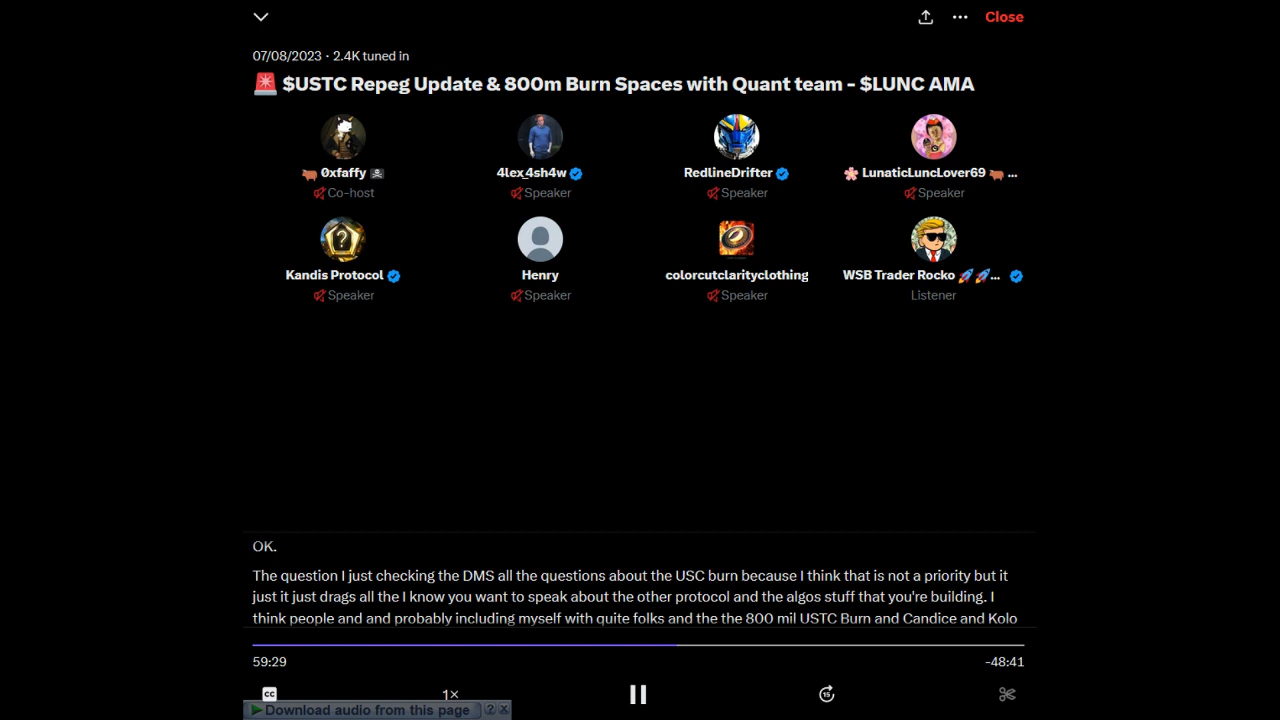 Close
07/08/2023 · 2.4K tuned in
🚨 $USTC Repeg Update & 800m Burn Spaces with Quant team - $LUNC AMA
🐂 0xfaffy 🏴‍☠️
4lex_4sh4w
RedlineDrifter
🌸 LunaticLuncLover69 🐂 ...
Co-host
Speaker
Speaker
Speaker
Kandis Protocol
Henry
colorcutclarityclothing
WSB Trader Rocko 🚀🚀...
Speaker
Speaker
Speaker
Listener
OK.
The question I just checking the DMS all the questions about the USC burn because I think that is not a priority but it
just it just drags all the I know you want to speak about the other protocol and the algos stuff that you're building. I
think people and and probably including myself with quite folks and the the 800 mil USTC Burn and Candice and Kolo
59:29
-48:41
CC
1×
15
Download audio from this page ? x